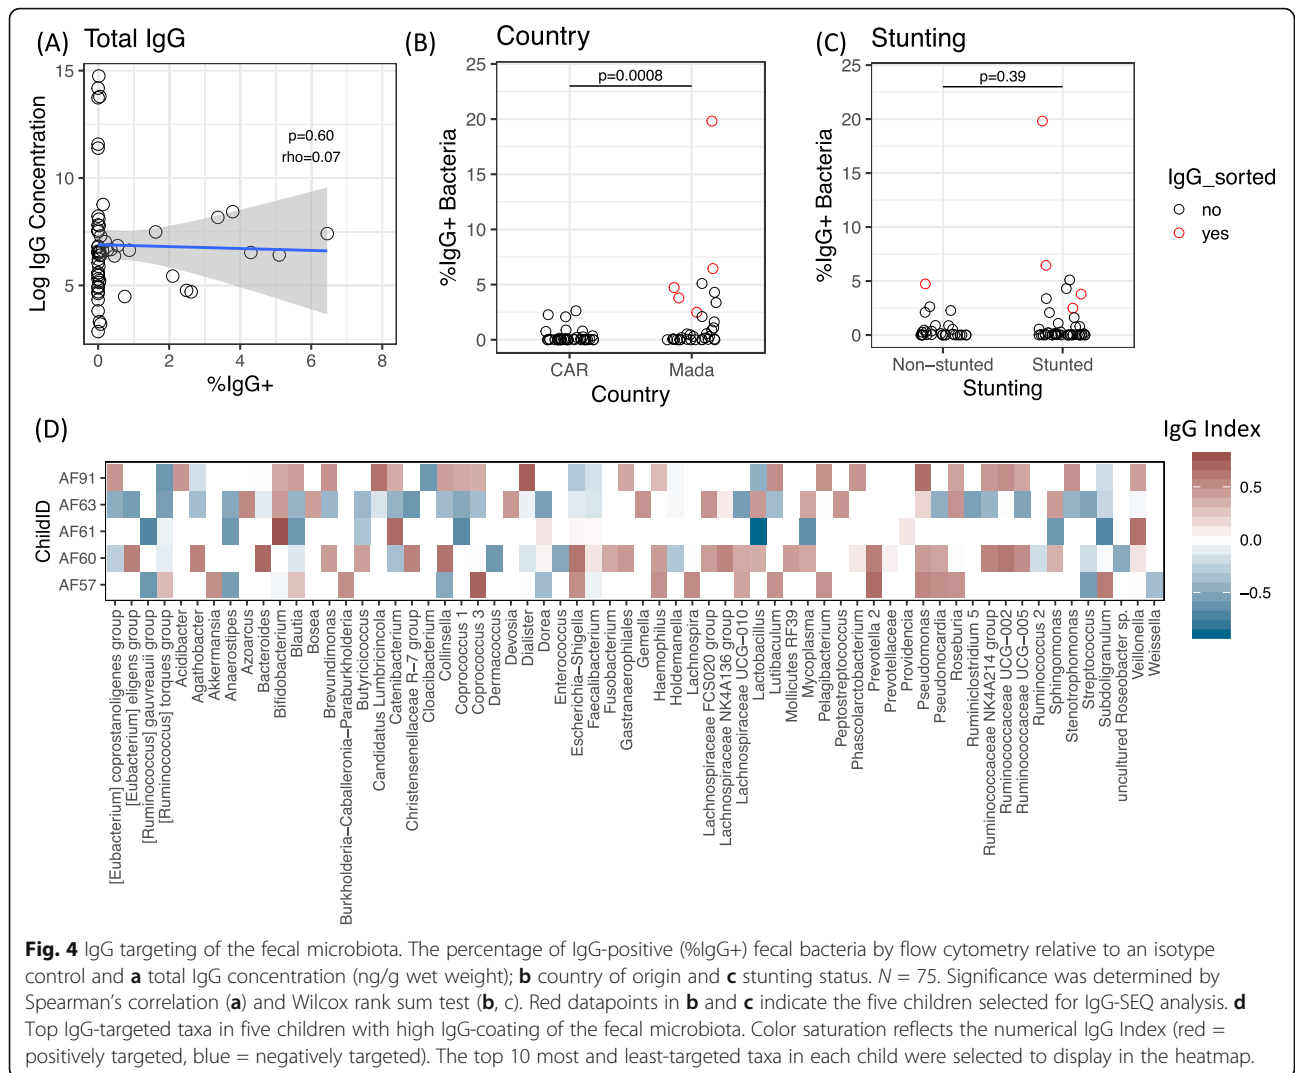 (A) Total IgG
15
10
5
Log IgG Concentration
p=0.60
rho=0.07
0 2 4 6 8
%IgG+
(B) Country
25
20
15
10
5
0
%IgG+ Bacteria
p=0.0008
CAR Mada
Country
(C) Stunting
25
20
15
10
5
0
%IgG+ Bacteria
p=0.39
Non−stunted Stunted
Stunting
IgG_sorted
no
yes
(D)
ChildID
AF91
AF63
AF61
AF60
AF57
[Eubacterium] coprostanoligenes group
[Eubacterium] eligens group
[Ruminococcus] gauvreauii group
[Ruminococcus] torques group
Acidibacter
Agathobacter
Akkermansia
Anaerostipes
Azoarcus
Bacteroides
Bifidobacterium
Blautia
Bosea
Brevundimonas
Burkholderia−Caballeronia−Paraburkholderia
Butyricicoccus
Candidatus Lumbricincola
Catenibacterium
Christensenellaceae R−7 group
Cloacibacterium
Collinsella
Coprococcus 1
Coprococcus 3
Dermacoccus
Devosia
Dialister
Dorea
Enterococcus
Escherichia−Shigella
Faecalibacterium
Fusobacterium
Gastranaerophilales
Gemella
Haemophilus
Holdemanella
Lachnospira
Lachnospiraceae FCS020 group
Lachnospiraceae NK4A136 group
Lachnospiraceae UCG−010
Lactobacillus
Lutibaculum
Mollicutes RF39
Mycoplasma
Pelagibacterium
Peptostreptococcus
Phascolarctobacterium
Prevotella 2
Prevotellaceae
Providencia
Pseudomonas
Pseudonocardia
Roseburia
Ruminiclostridium 5
Ruminococcaceae NK4A214 group
Ruminococcaceae UCG−002
Ruminococcaceae UCG−005
Ruminococcus 2
Sphingomonas
Stenotrophomonas
Streptococcus
Subdoligranulum
uncultured Roseobacter sp.
Veillonella
Weissella
IgG Index
0.5
0.0
−0.5
Fig. 4 IgG targeting of the fecal microbiota. The percentage of IgG-positive (%IgG+) fecal bacteria by flow cytometry relative to an isotype
control and a total IgG concentration (ng/g wet weight); b country of origin and c stunting status. N = 75. Significance was determined by
Spearman's correlation (a) and Wilcox rank sum test (b, c). Red datapoints in b and c indicate the five children selected for IgG-SEQ analysis. d
Top IgG-targeted taxa in five children with high IgG-coating of the fecal microbiota. Color saturation reflects the numerical IgG Index (red =
positively targeted, blue = negatively targeted). The top 10 most and least-targeted taxa in each child were selected to display in the heatmap.